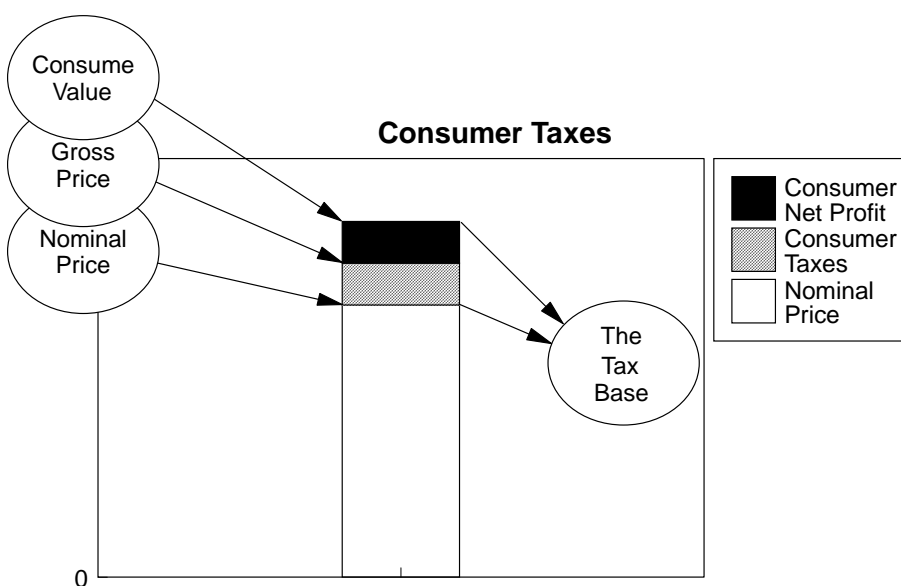 Consume
Value
Consumer Taxes
Gross
Price
Nominal
Price
Consumer
Net Profit
Consumer
Taxes
Nominal
Price
The
Tax
Base
0